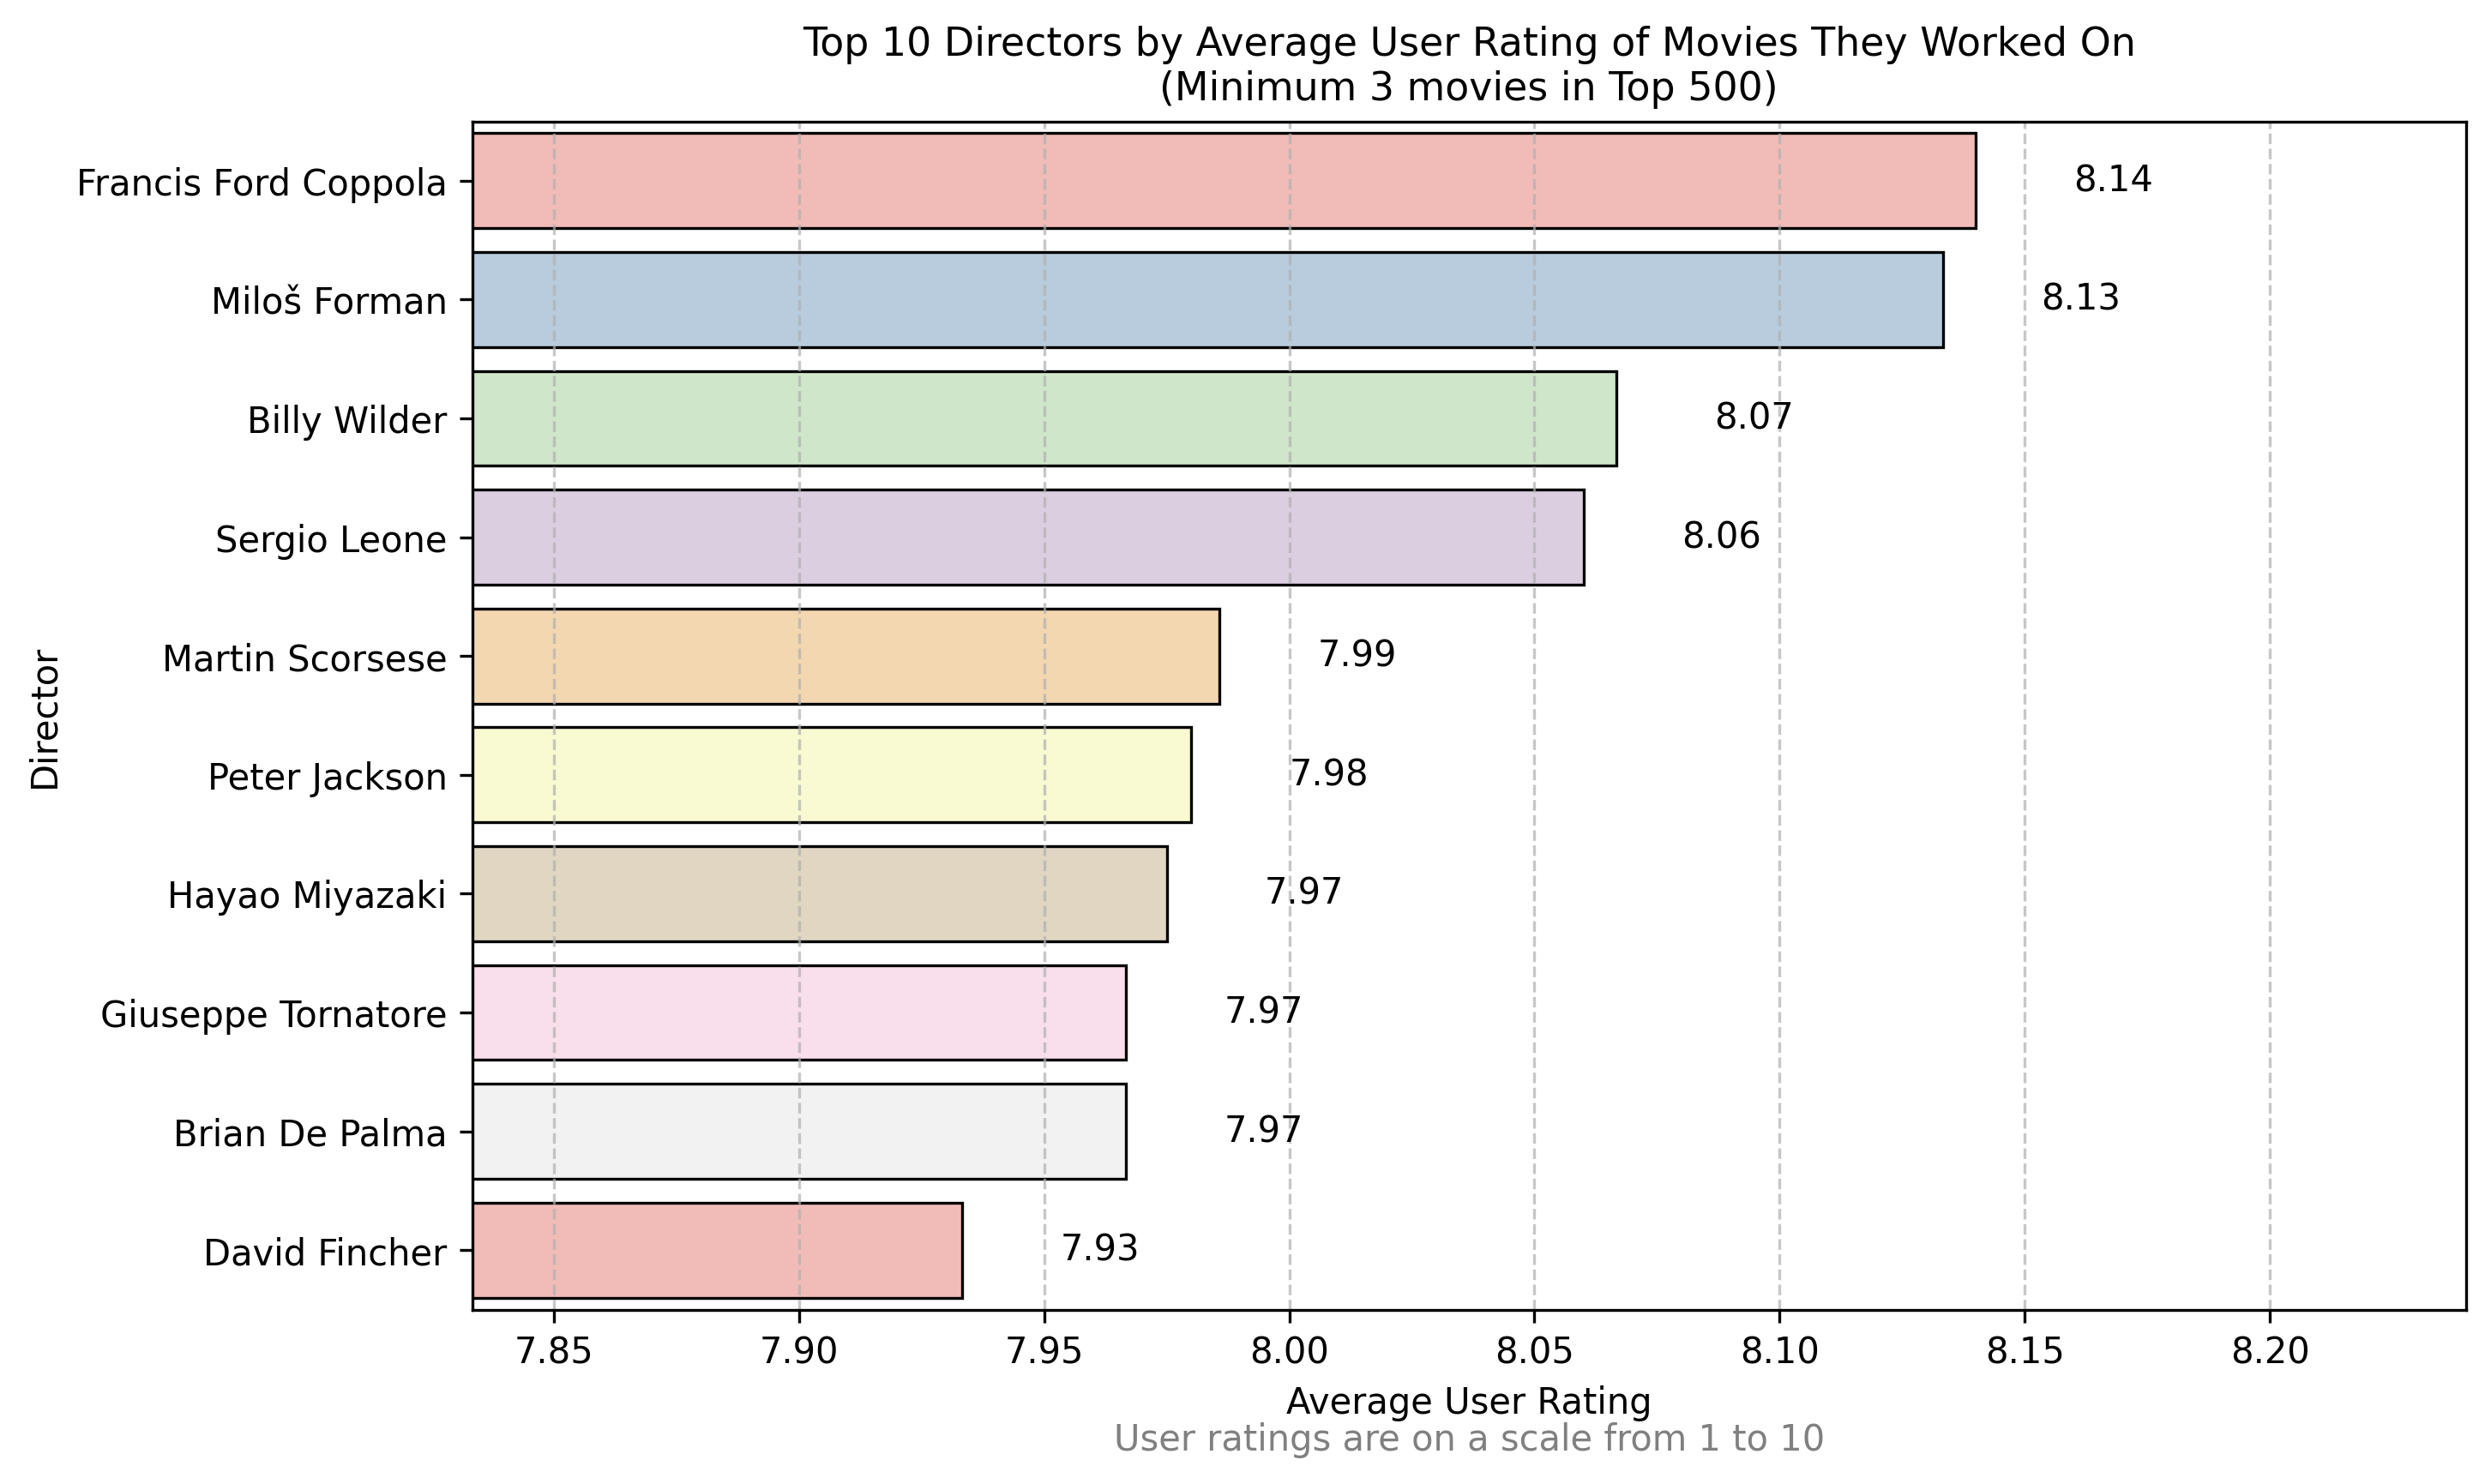 Top 10 Directors by Average User Rating of Movies They Worked On
(Minimum 3 movies in Top 500)
Director
Francis Ford Coppola 8.14
Miloš Forman 8.13
Billy Wilder 8.07
Sergio Leone 8.06
Martin Scorsese 7.99
Peter Jackson 7.98
Hayao Miyazaki 7.97
Giuseppe Tornatore 7.97
Brian De Palma 7.97
David Fincher 7.93
7.85 7.90 7.95 8.00 8.05 8.10 8.15 8.20
Average User Rating
User ratings are on a scale from 1 to 10